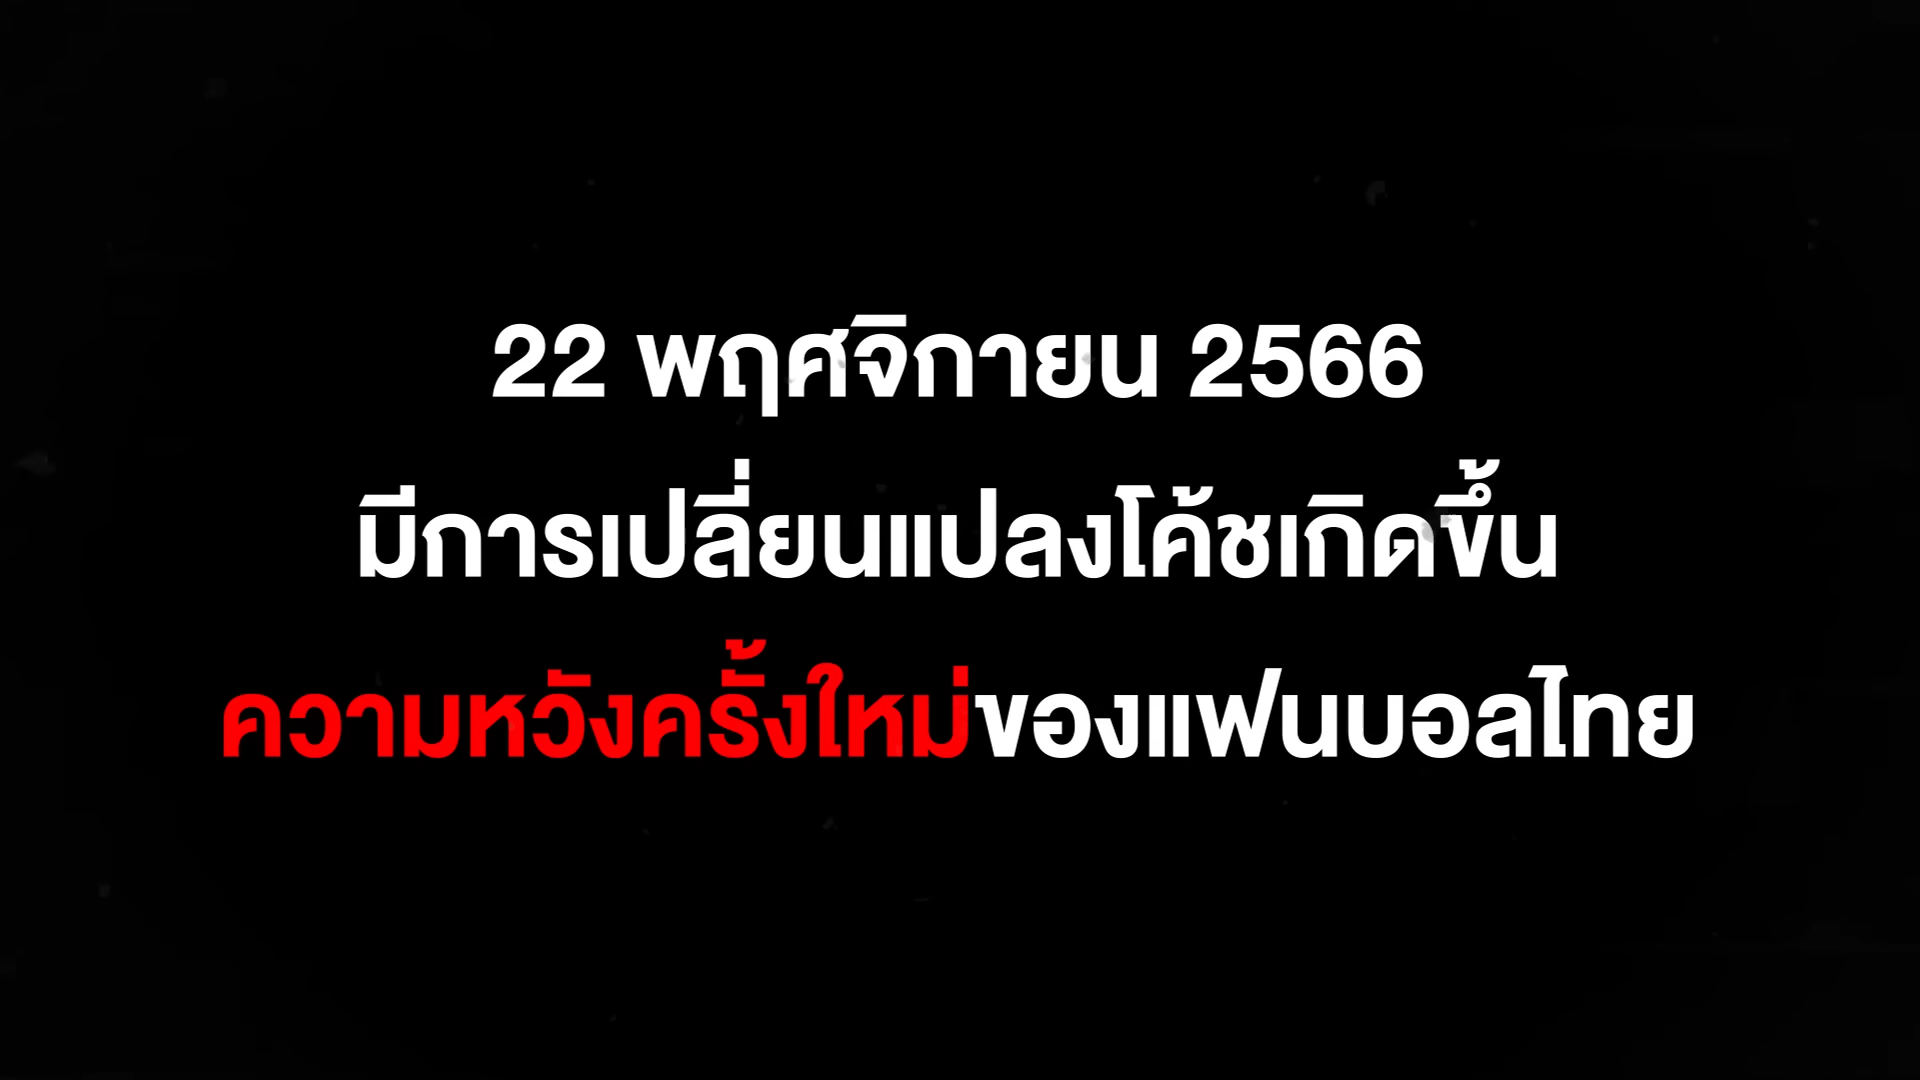 22 พฤศจิกายน 2566
มีการเปลี่ยนแปลงโค้ชเกิดขึ้น
ความหวังครั้งใหม่ของแฟนบอลไทย